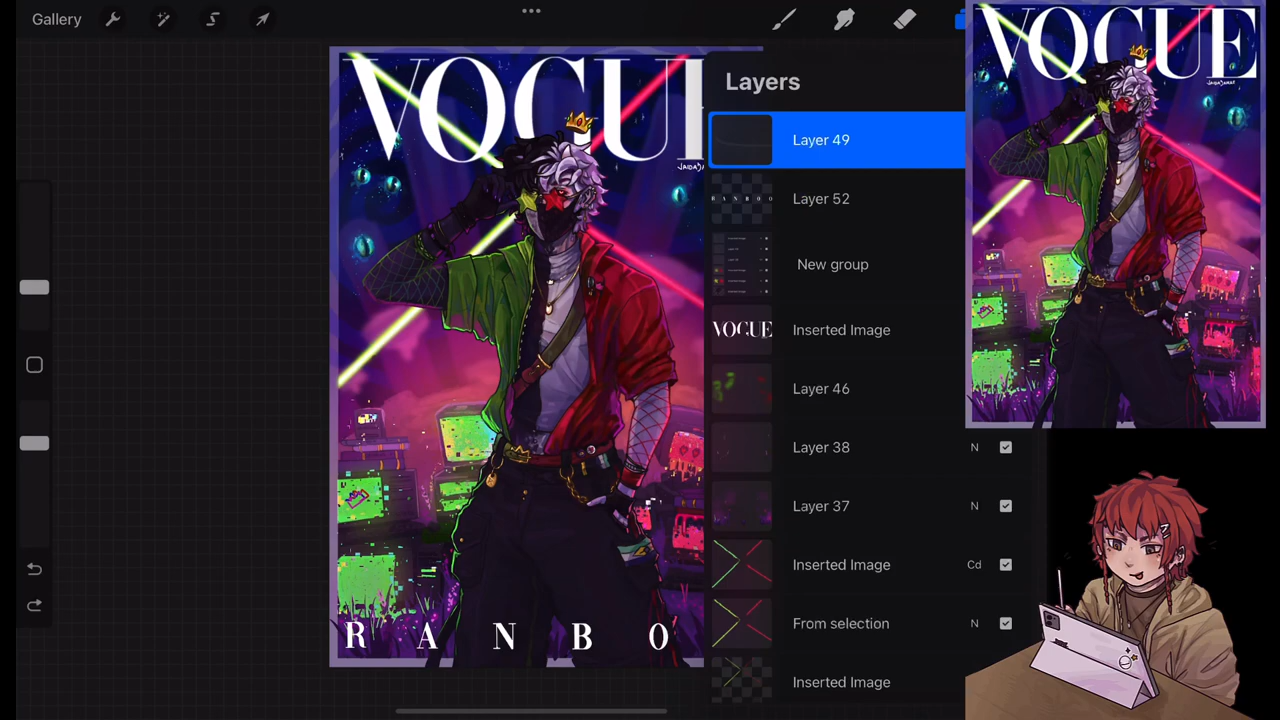 Gallery
VOGUE
JAIDAJ
R A N B O
Layers
Layer 49
R A N B O O
Layer 52
New group
VOGUE
Inserted Image
Layer 46
Layer 38
N
Layer 37
N
Inserted Image
Cd
From selection
N
Inserted Image
VOGUE